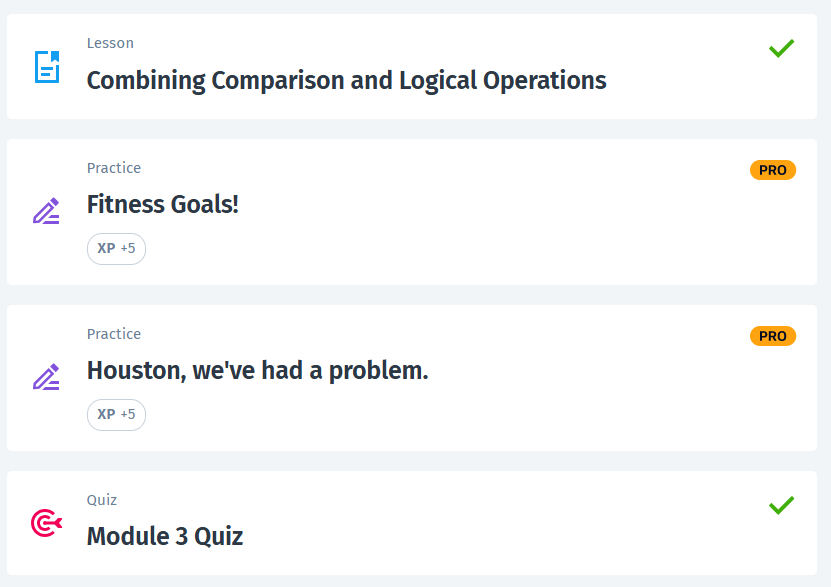 Lesson
Combining Comparison and Logical Operations
Practice
PRO
Fitness Goals!
XP +5
Practice
PRO
Houston, we've had a problem.
XP +5
Quiz
Module 3 Quiz